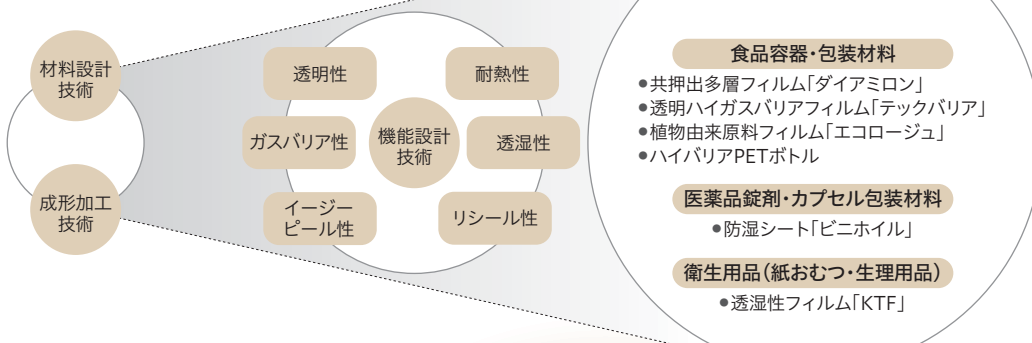 材料設計
技術
成形加工
技術
透明性
耐熱性
ガスバリア性
機能設計
技術
透湿性
イージー
ピール性
リシール性
食品容器・包装材料
●共押出多層フィルム「ダイアミロン」
●透明ハイガスバリアフィルム「テックバリア」
●植物由来原料フィルム「エコロージュ」
●ハイバリアPETボトル
医薬品錠剤・カプセル包装材料
●防湿シート「ビニホイル」
衛生用品（紙おむつ・生理用品）
●透湿性フィルム「KTF」